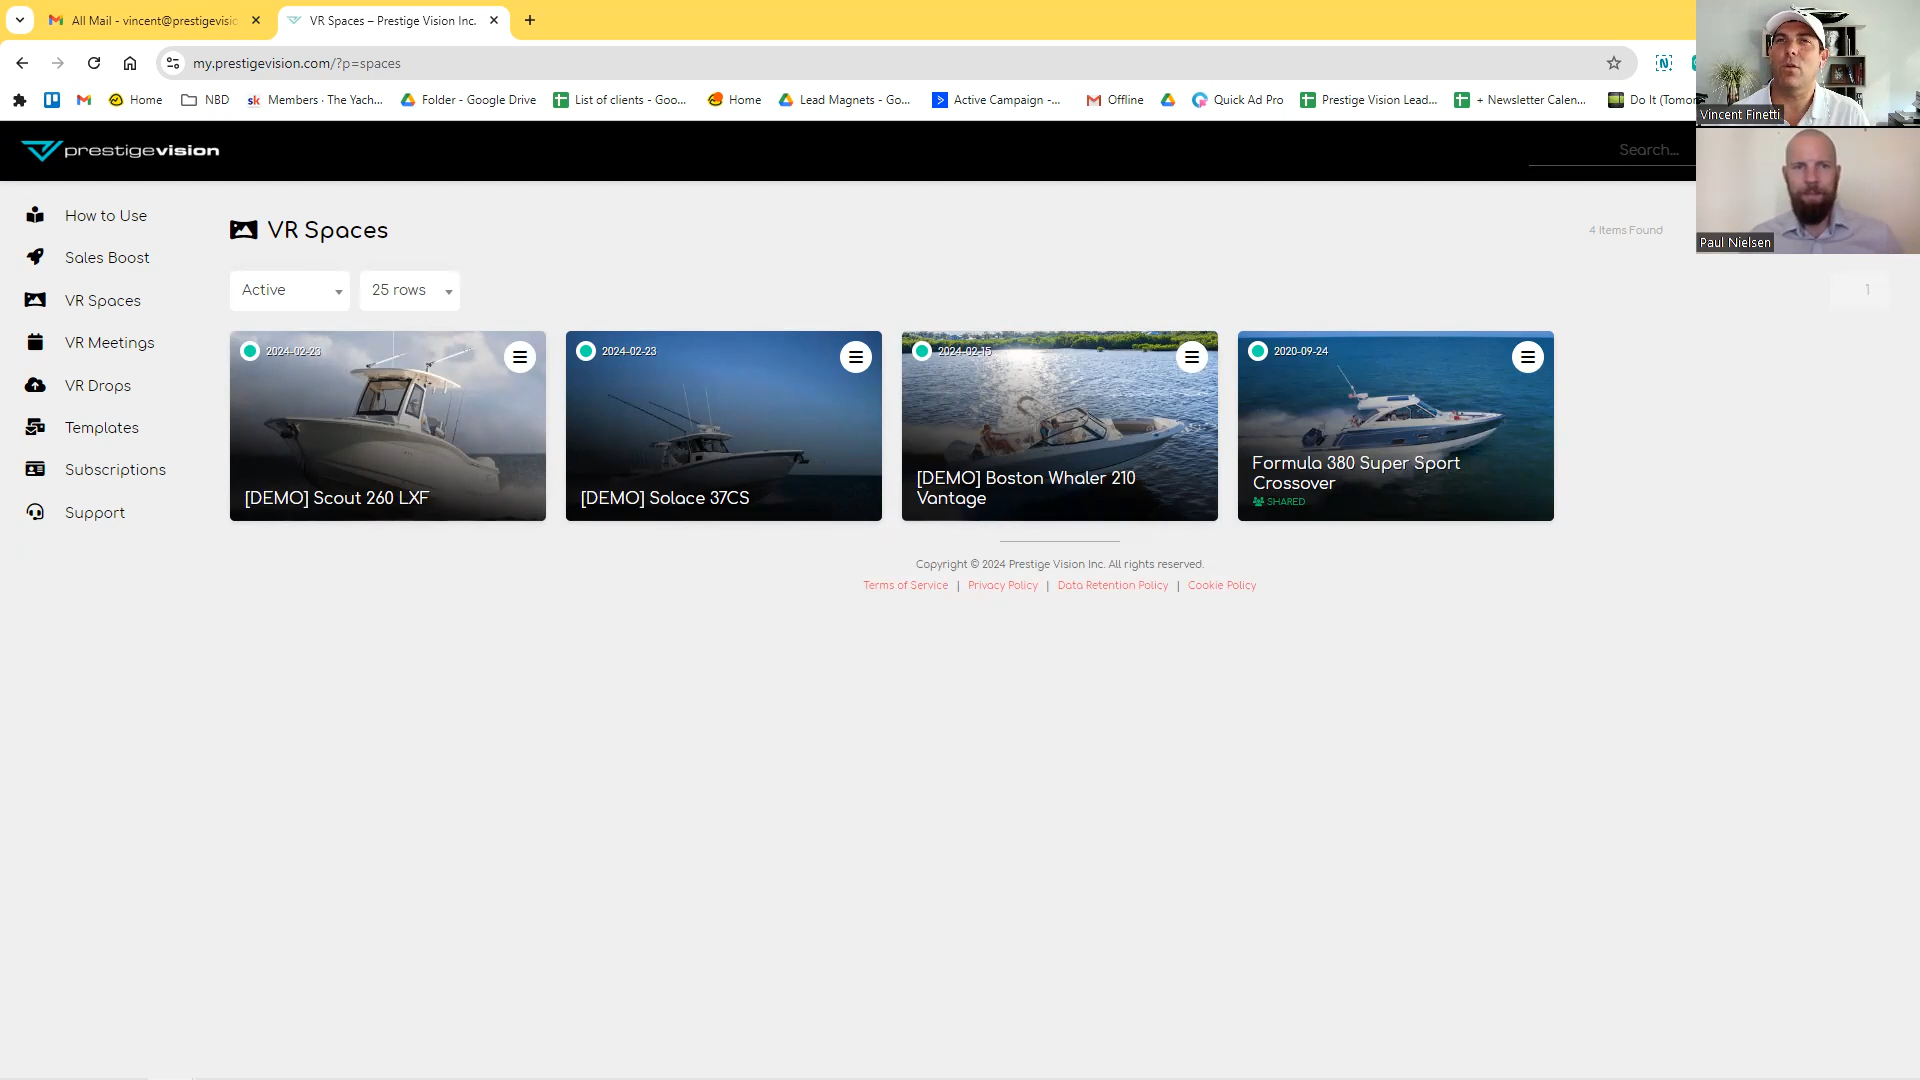 All Mail - vincent@prestigevisic
VR Spaces – Prestige Vision Inc.
my.prestigevision.com/?p=spaces
Home
NBD
sk Members · The Yach...
Folder - Google Drive
List of clients - Goo...
Home
Lead Magnets - Go...
Active Campaign -...
Offline
Quick Ad Pro
Prestige Vision Lead...
+ Newsletter Calen...
Do It (Tomor
Vincent Finetti
prestigevision
Search...
How to Use
VR Spaces
4 Items Found
Paul Nielsen
Sales Boost
Active
25 rows
1
VR Spaces
VR Meetings
VR Drops
Templates
Subscriptions
Support
2024-02-23
[DEMO] Scout 260 LXF
2024-02-23
[DEMO] Solace 37CS
2024-02-15
[DEMO] Boston Whaler 210
Vantage
2020-09-24
Formula 380 Super Sport
Crossover
SHARED
Copyright © 2024 Prestige Vision Inc. All rights reserved.
Terms of Service | Privacy Policy | Data Retention Policy | Cookie Policy